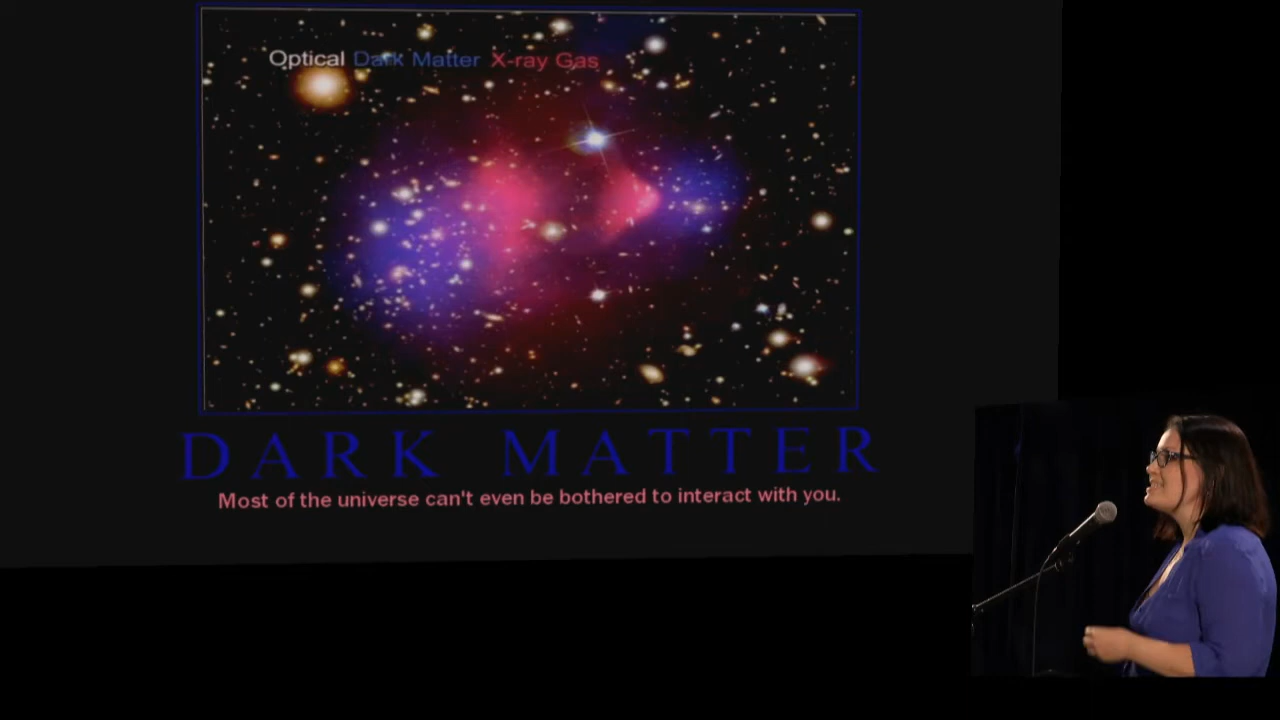 Optical Dark Matter X-ray Gas
DARK MATTER
Most of the universe can't even be bothered to interact with you.